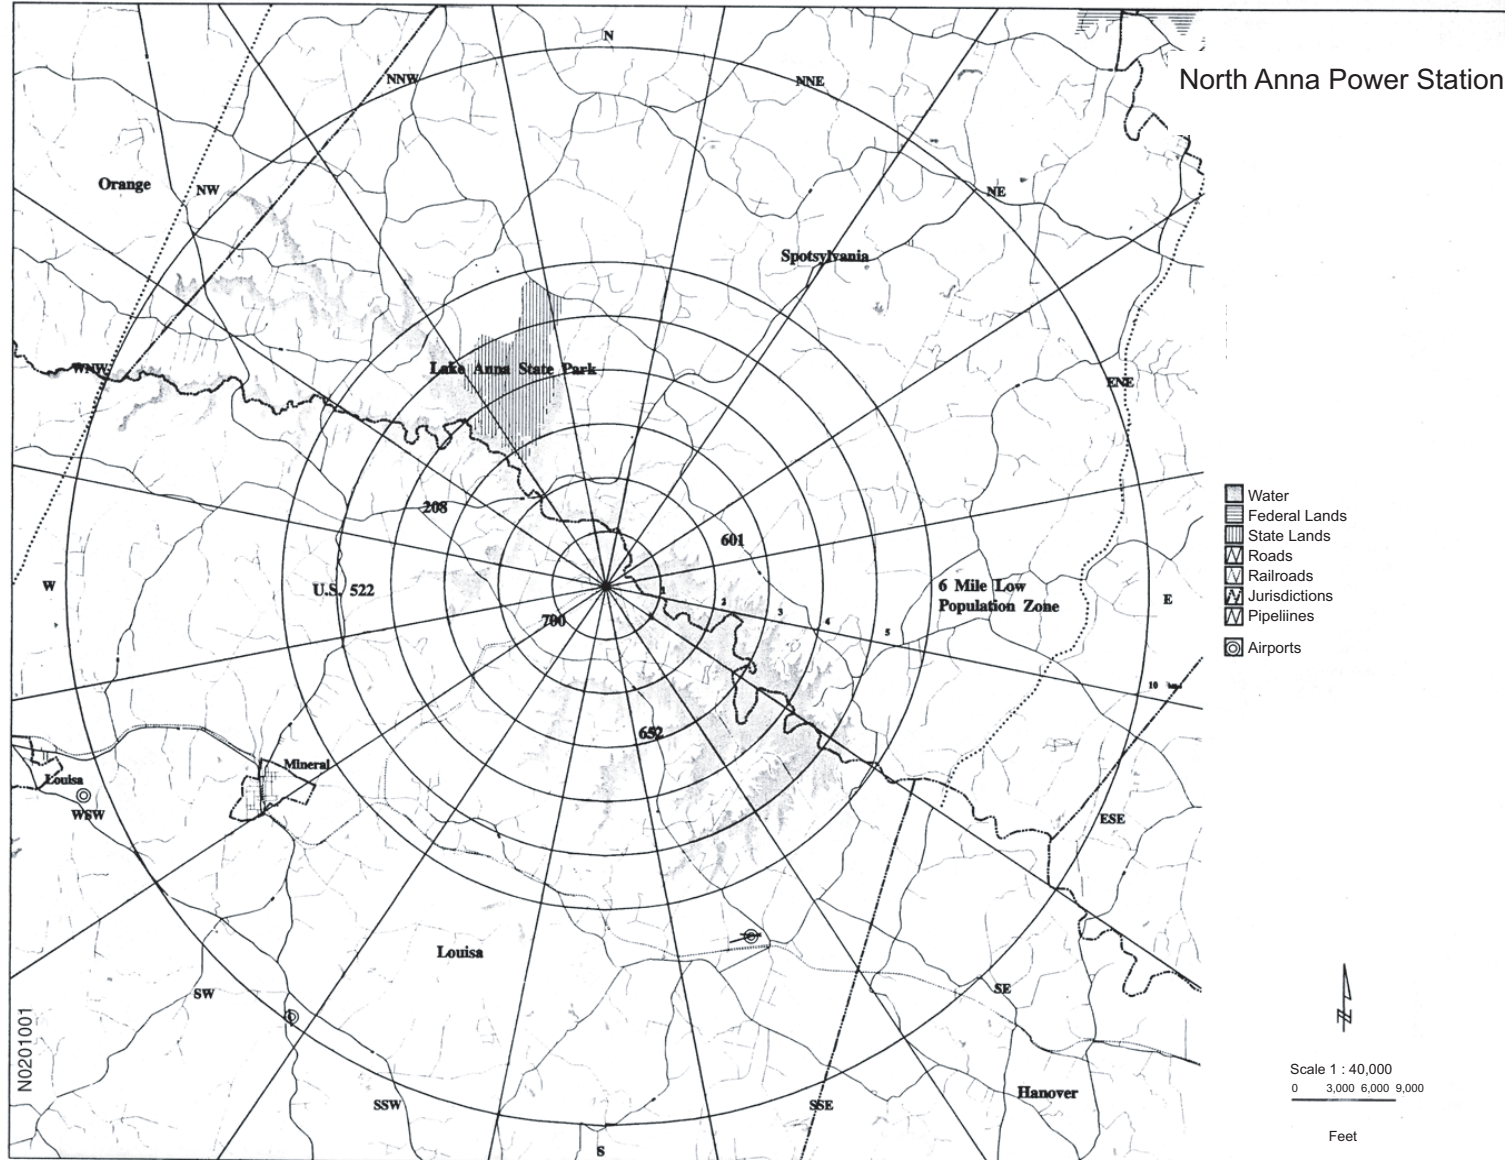 N
North Anna Power Station
NNW
NNE
Orange
NW
NE
Spotsylvania
WNW
Lake Anna State Park
ENE
208
601
Water
Federal Lands
State Lands
Roads
Railroads
Jurisdictions
Pipeliines
Airports
W
U.S. 522
6 Mile Low
Population Zone
E
1
2
3
4
5
700
10
652
Louisa
Mineral
WSW
ESE
Louisa
SW
SE
N0201001
N
Scale 1 : 40,000
0 3,000 6,000 9,000
Feet
Hanover
SSW
SSE
S